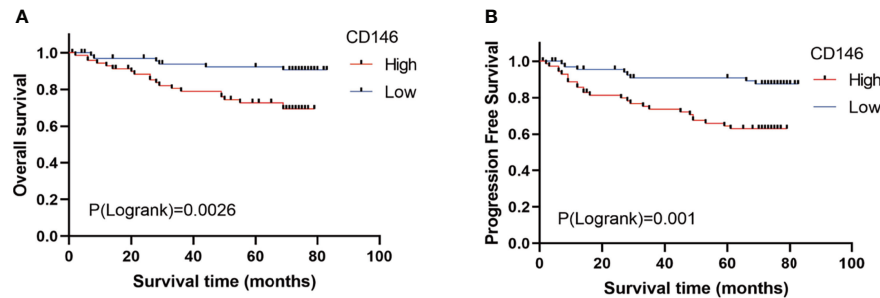 A
CD146
High
Low
Overall survival
1.0
0.8
0.6
0.4
0.2
0.0
P(Logrank)=0.0026
0 20 40 60 80 100
Survival time (months)
B
CD146
High
Low
Progression Free Survival
1.0
0.8
0.6
0.4
0.2
0.0
P(Logrank)=0.001
0 20 40 60 80 100
Survival time (months)